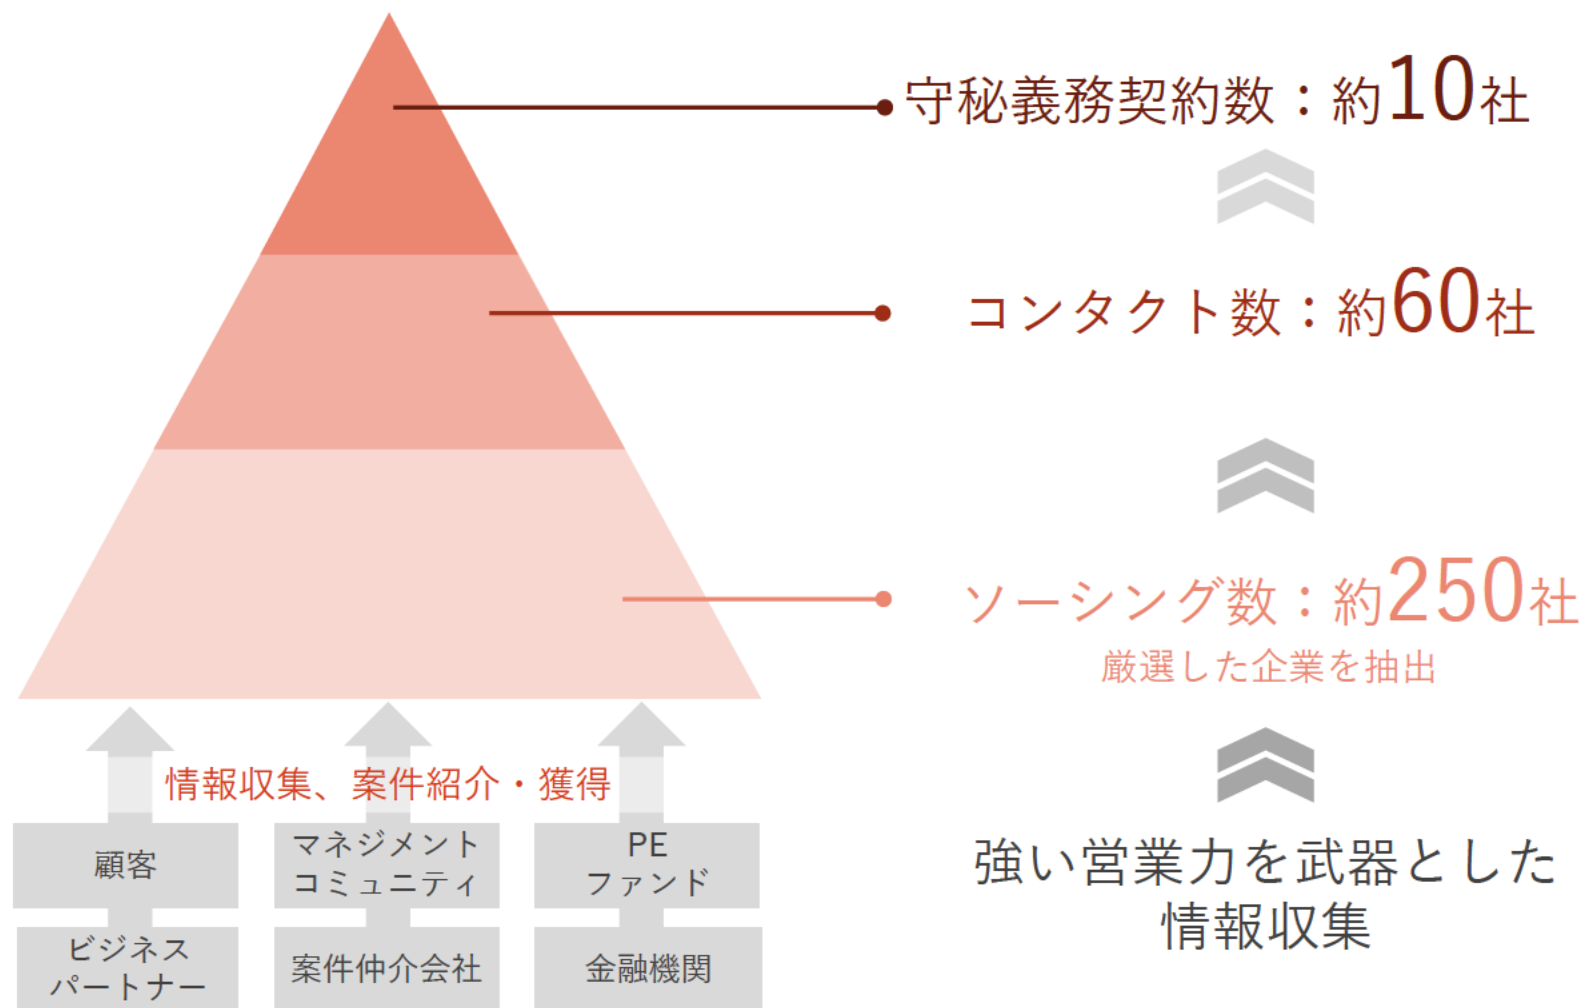 守秘義務契約数：約10社
コンタクト数：約60社
ソーシング数：約250社
厳選した企業を抽出
強い営業力を武器とした
情報収集
情報収集、案件紹介・獲得
顧客
マネジメント
コミュニティ
PE
ファンド
ビジネス
パートナー
案件仲介会社
金融機関